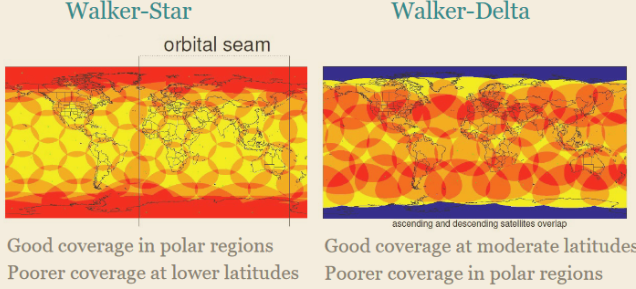 Walker-Star
orbital seam
Good coverage in polar regions
Poorer coverage at lower latitudes
Walker-Delta
ascending and descending satellites overlap
Good coverage at moderate latitudes
Poorer coverage in polar regions